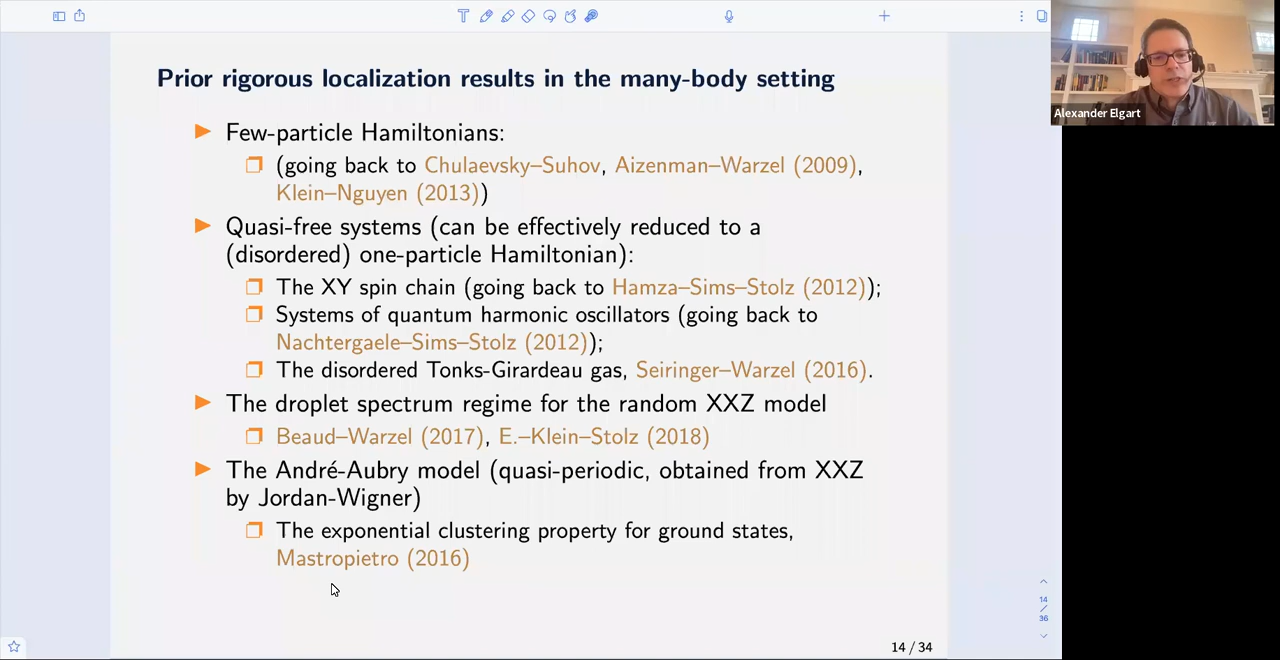 Prior rigorous localization results in the many-body setting
Few-particle Hamiltonians:
(going back to Chulaevsky–Suhov, Aizenman–Warzel (2009),
Klein–Nguyen (2013))
Quasi-free systems (can be effectively reduced to a
(disordered) one-particle Hamiltonian):
The XY spin chain (going back to Hamza–Sims–Stolz (2012));
Systems of quantum harmonic oscillators (going back to
Nachtergaele–Sims–Stolz (2012));
The disordered Tonks-Girardeau gas, Seiringer–Warzel (2016).
The droplet spectrum regime for the random XXZ model
Beaud–Warzel (2017), E.–Klein–Stolz (2018)
The André-Aubry model (quasi-periodic, obtained from XXZ
by Jordan-Wigner)
The exponential clustering property for ground states,
Mastropietro (2016)
14 / 34
14
/
36
Alexander Elgart